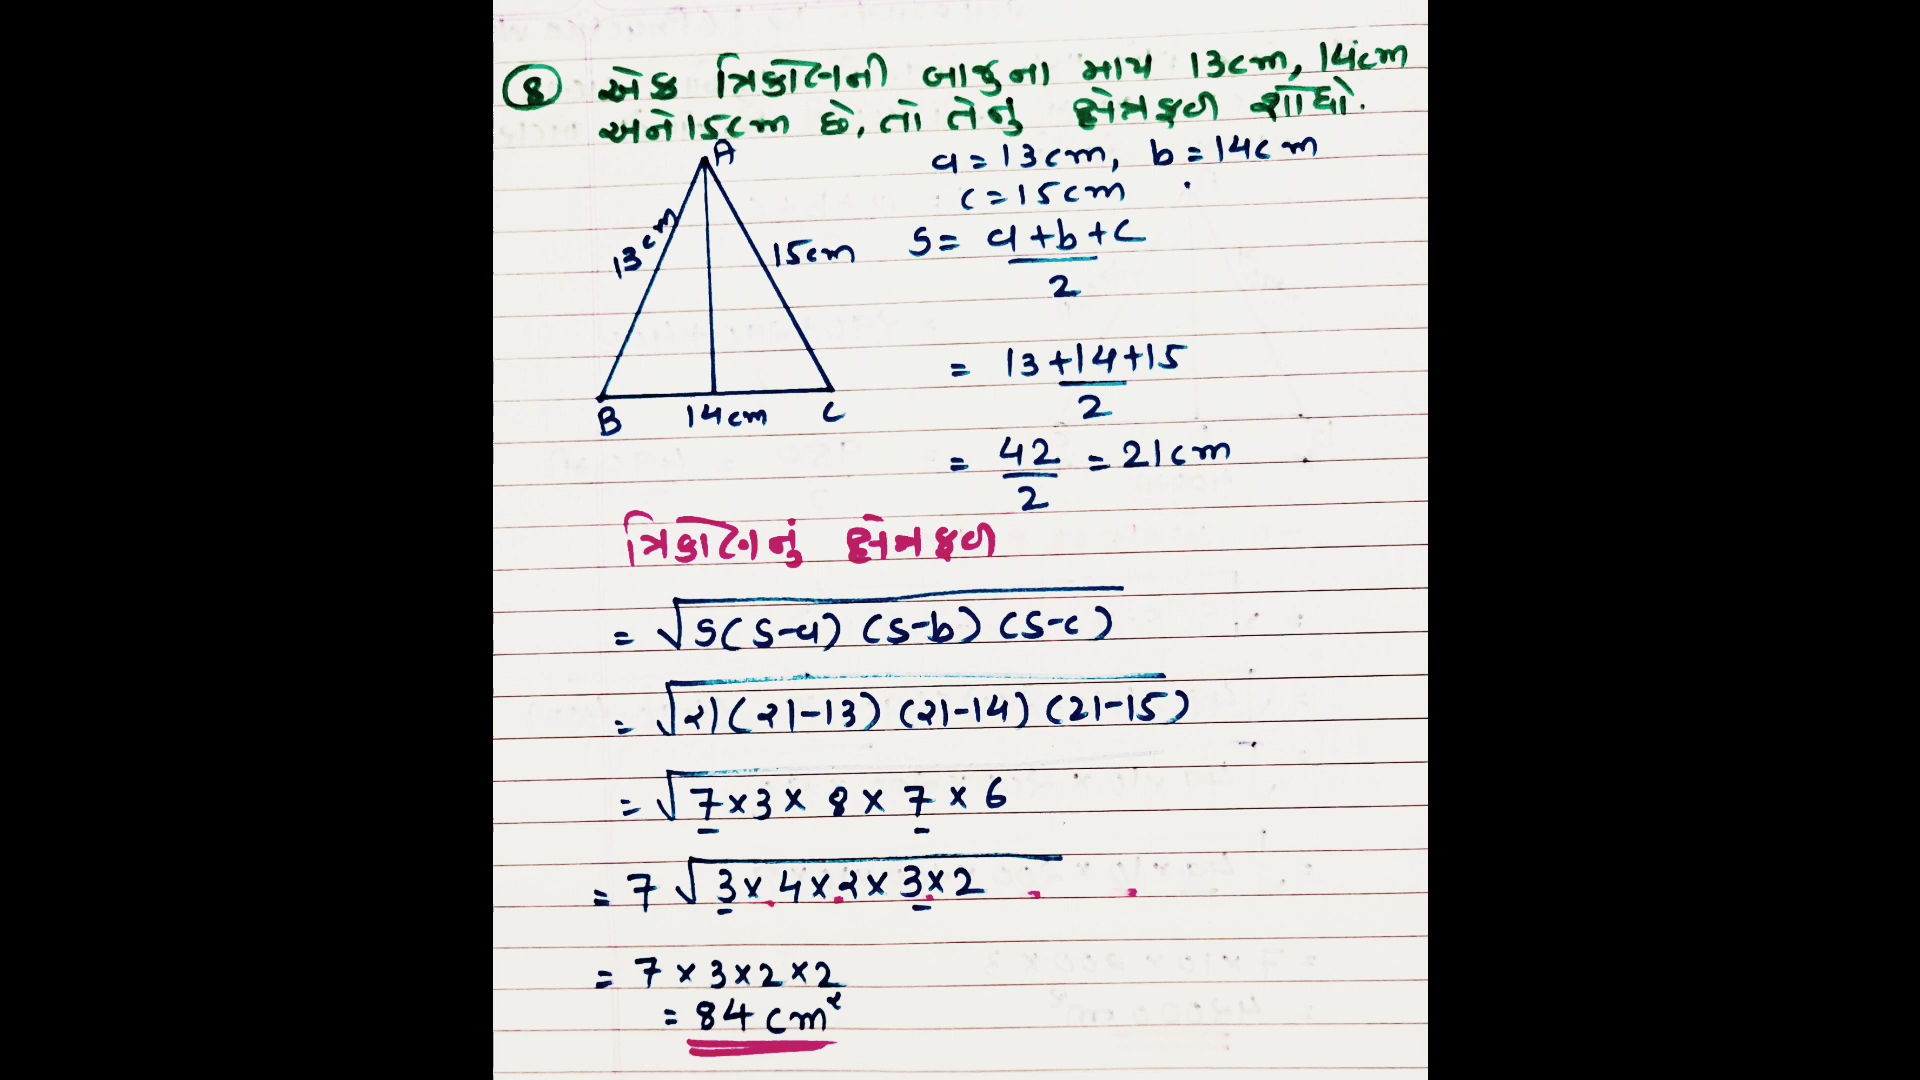 8 એક ત્રિકોણની બાજુના માપ 13cm, 14cm
અને 15cm છે, તો તેનું ક્ષેત્રફળ શોધો.
A
13cm
15cm
B 14cm C
a = 13cm, b = 14cm
c = 15cm
S = a+b+c
2
= 13+14+15
2
= 42 = 21cm
2
ત્રિકોણનું ક્ષેત્રફળ
= √S(S-a) (S-b) (S-c)
= √21(21-13) (21-14) (21-15)
= √7×3× 8 × 7 × 6
= 7 √3×4×2×3×2
= 7 × 3×2×2
= 84 cm²